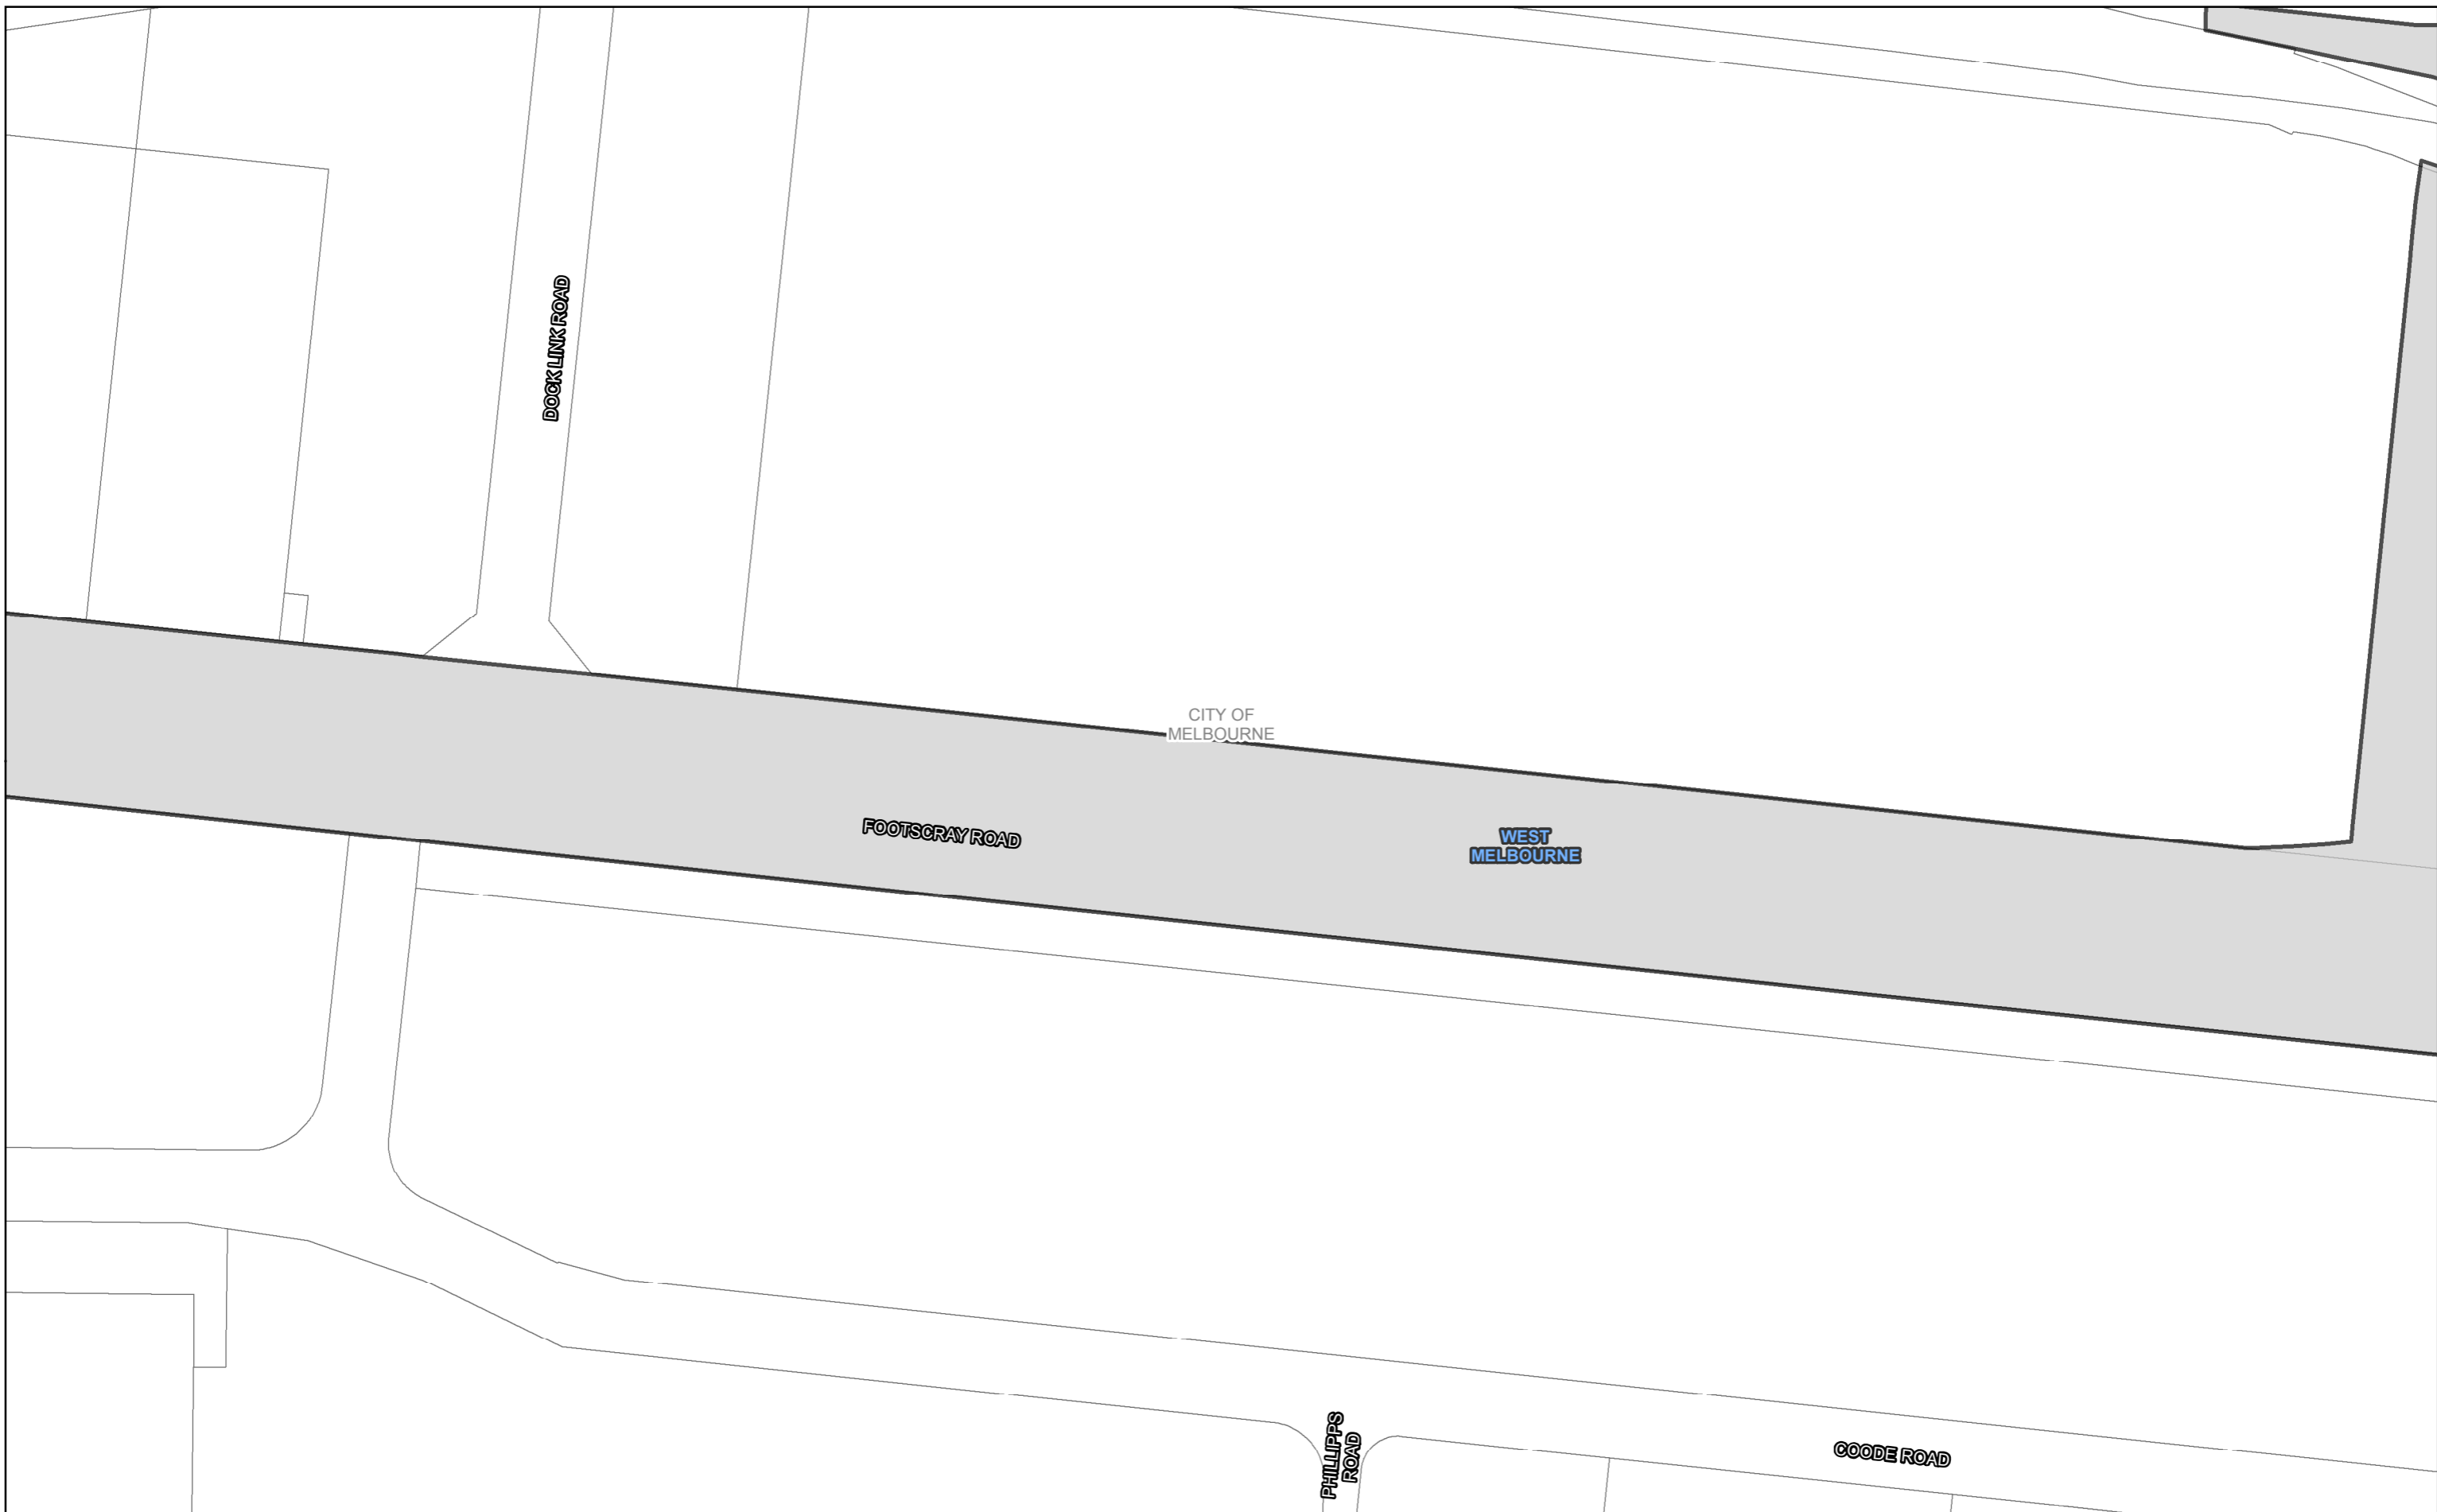 DOCK LINK ROAD
CITY OF
MELBOURNE
FOOTSCRAY ROAD
WEST
MELBOURNE
PHILLIPPS
ROAD
COODE ROAD